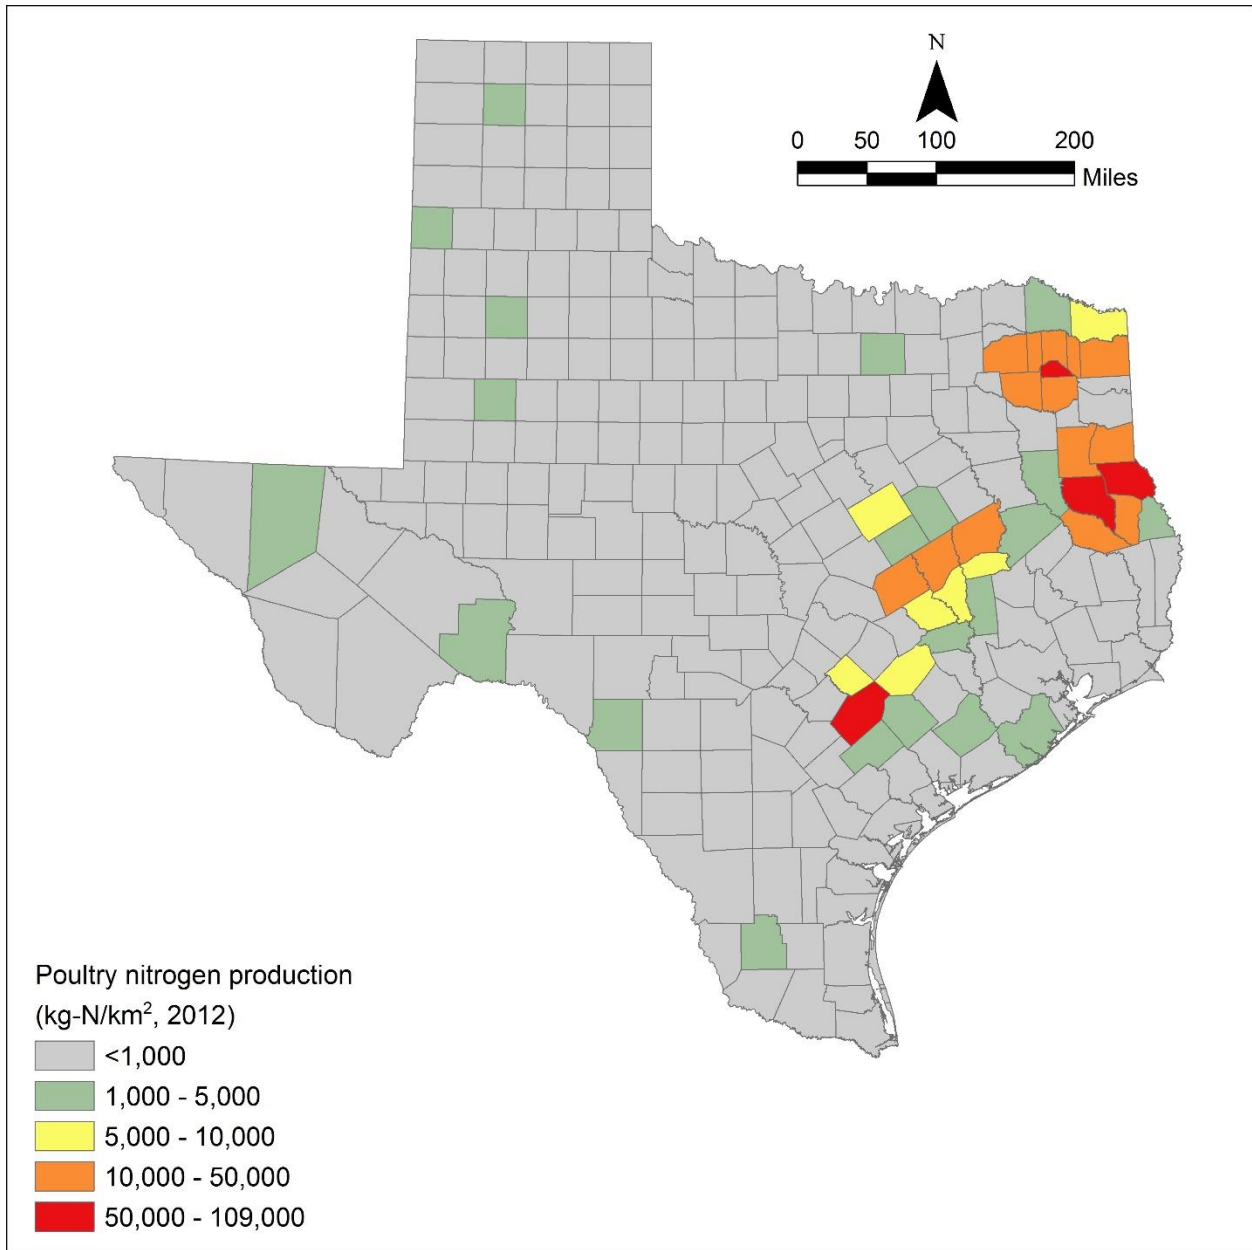 N
0 50 100 200
Miles
Poultry nitrogen production
(kg-N/km², 2012)
<1,000
1,000 - 5,000
5,000 - 10,000
10,000 - 50,000
50,000 - 109,000